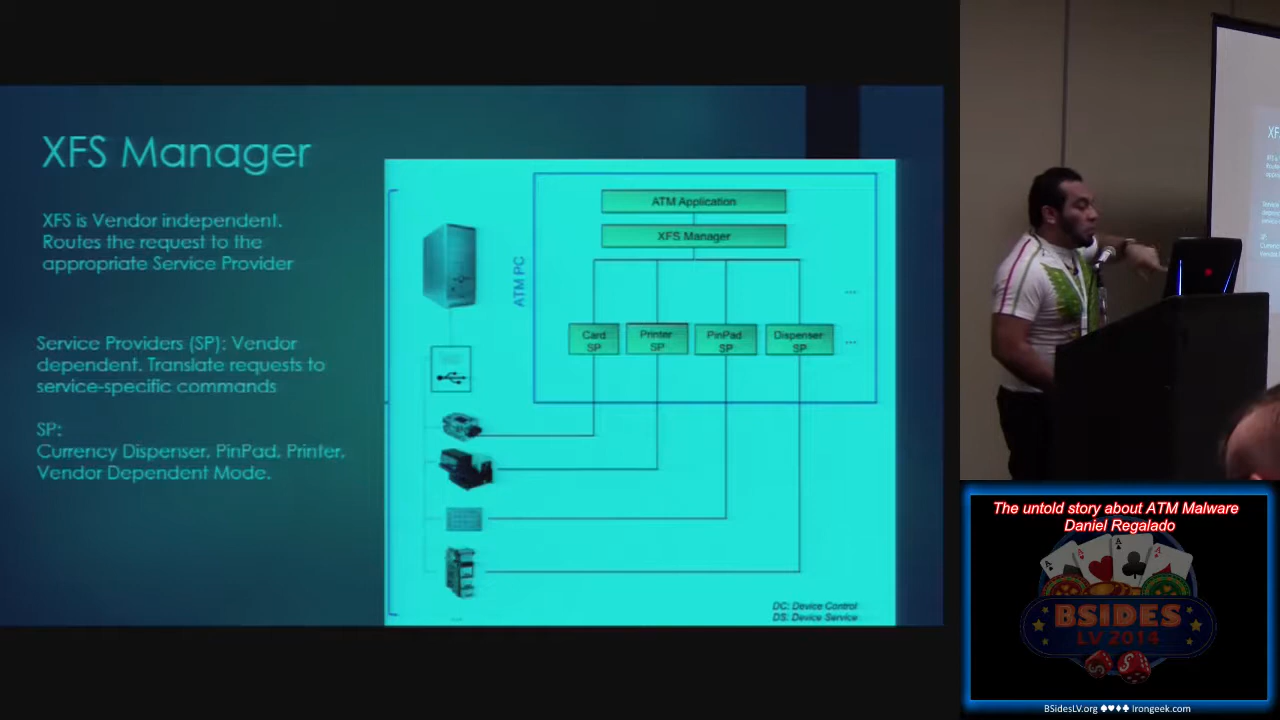 XFS Manager
XFS is Vendor independent.
Routes the request to the
appropriate Service Provider
Service Providers (SP): Vendor
dependent. Translate requests to
service-specific commands
SP:
Currency Dispenser, PinPad, Printer,
Vendor Dependent Mode.
ATM PC
ATM Application
XFS Manager
Card
SP
Printer
SP
PinPad
SP
Dispenser
SP
....
...
DC: Device Control
DS: Device Service
The untold story about ATM Malware
Daniel Regalado
BSIDES
LV 2014
BSidesLV.org ♠♥♦♣ Irongeek.com